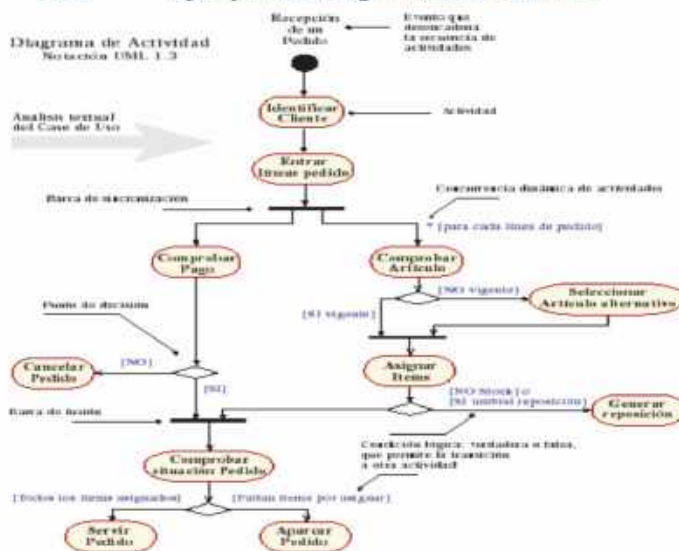 Recepción
de un
Pedido
Evento que
desencadena
la secuencia de
actividades
Diagrama de Actividad
Notación UML 1.3
Identificar
Cliente
Actividad
Análisis textual
del Caso de Uso
Entrar
líneas pedido
Barra de sincronización
Concurrencia dinámica de actividades
* [para cada línea de pedido]
Comprobar
Pago
Comprobar
Artículo
[NO vigente]
Seleccionar
Artículo alternativo
Punto de decisión
[SI vigente]
Cancelar
Pedido
[NO]
Asignar
Items
[SI]
[NO Stock] o
[SI umbral reposición]
Generar
reposición
Barra de fusión
Condición lógica, verdadera o falsa,
que permite la transición
a otra actividad
Comprobar
situación Pedido
[Todos los items asignados]
[Faltan items por asignar]
Servir
Pedido
Aparcar
Pedido